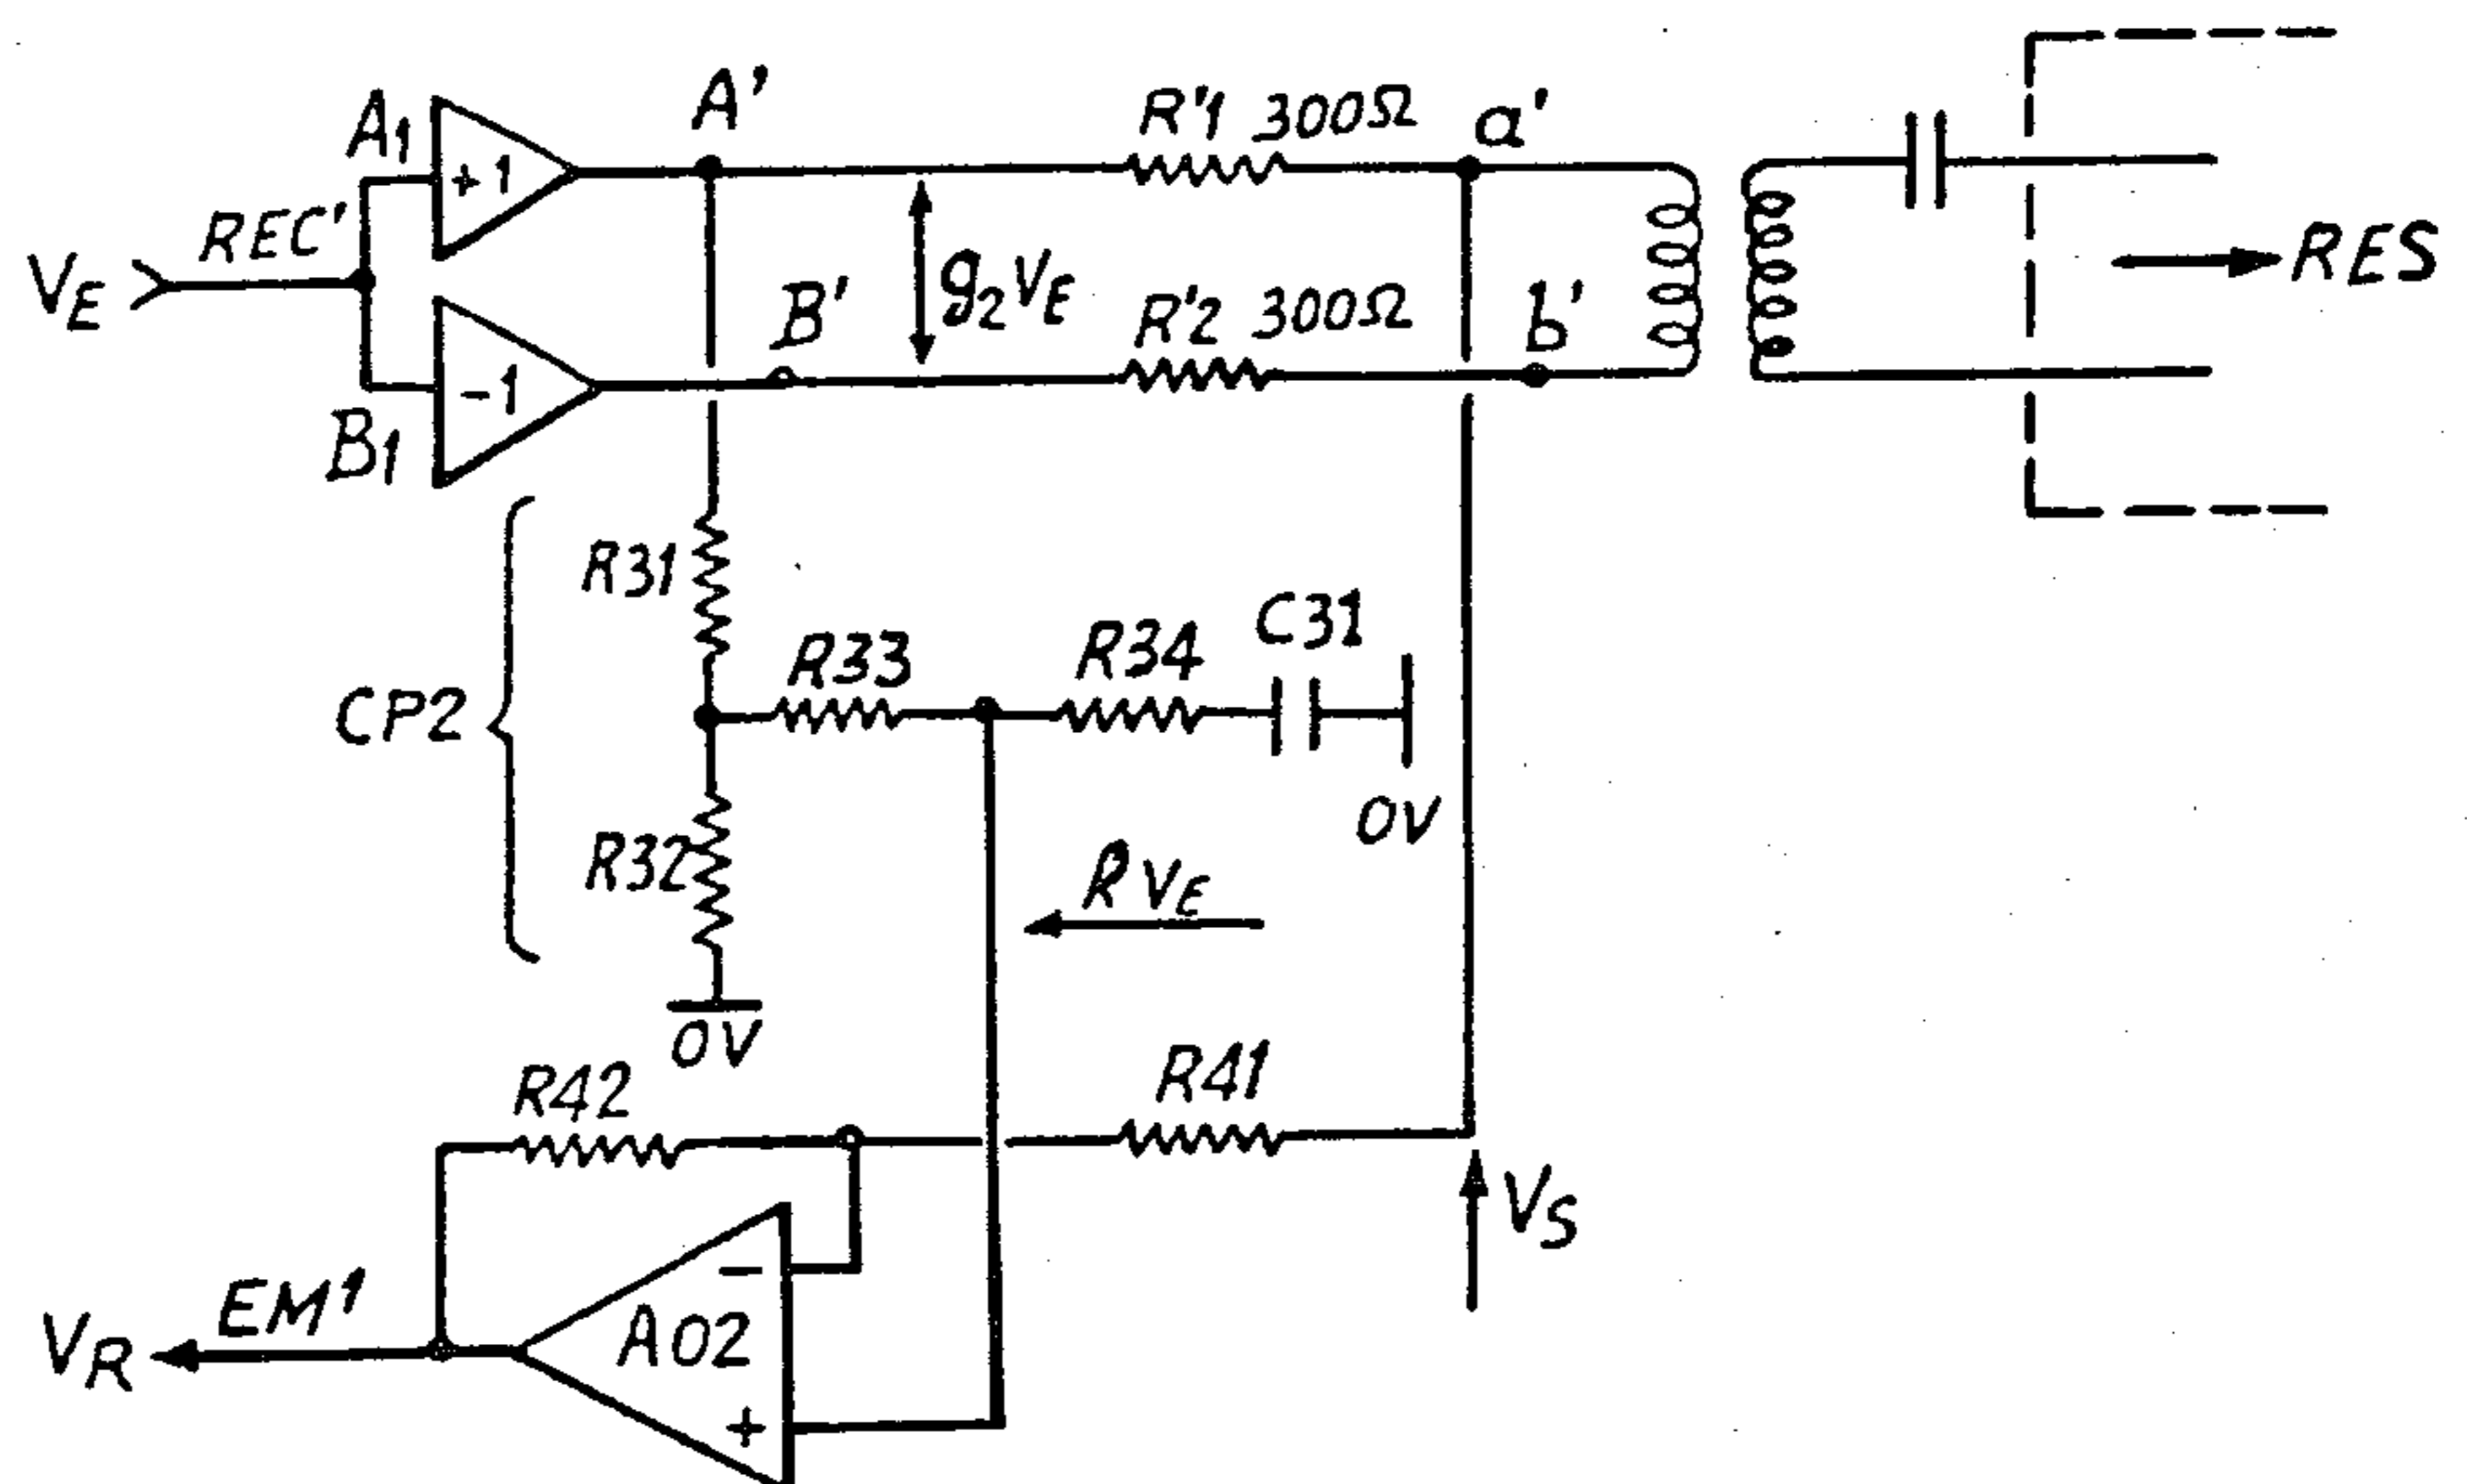 A1
+1
A'
R'1 300Ω
a'
REC'
VE
g2VE
B'
R'2 300Ω
b'
RES
B1
-1
R31
CP2
R33
R34
C31
0V
R32
RVE
0V
R42
R41
VS
-
A02
+
EM'
VR